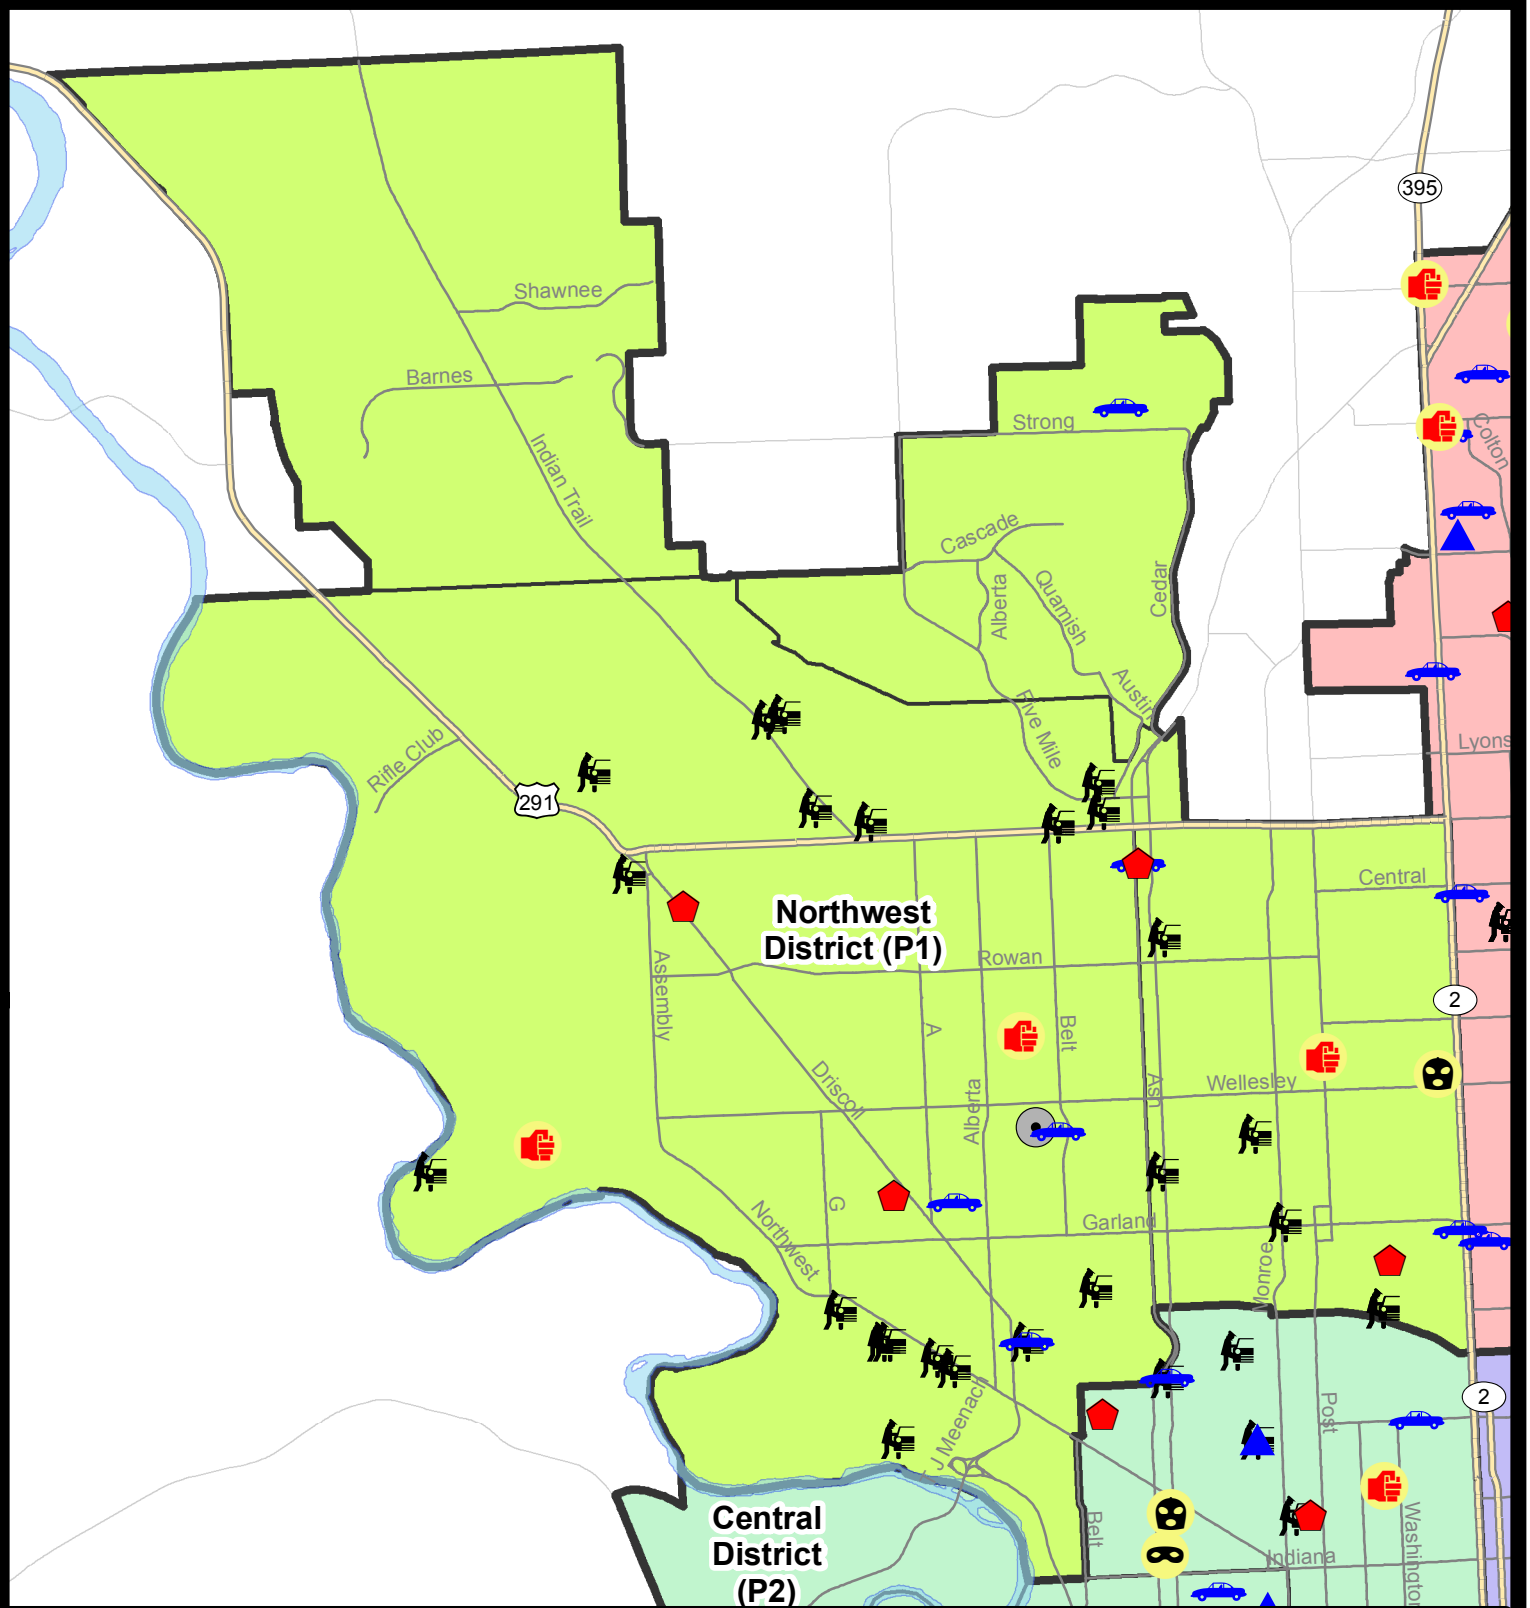 395
Shawnee
Barnes
Strong
Colton
Indian Trail
Cascade
Alberta
Quamish
Cedar
Austin
Five Mile
Lyons
Rifle Club
291
Central
Northwest
District (P1)
Rowan
Assembly
2
A
Belt
Driscoll
Alberta
Ash
Wellesley
G
Northwest
Garland
Monroe
2
T J Meenach
Post
Central
District
(P2)
Belt
Indiana
Washington